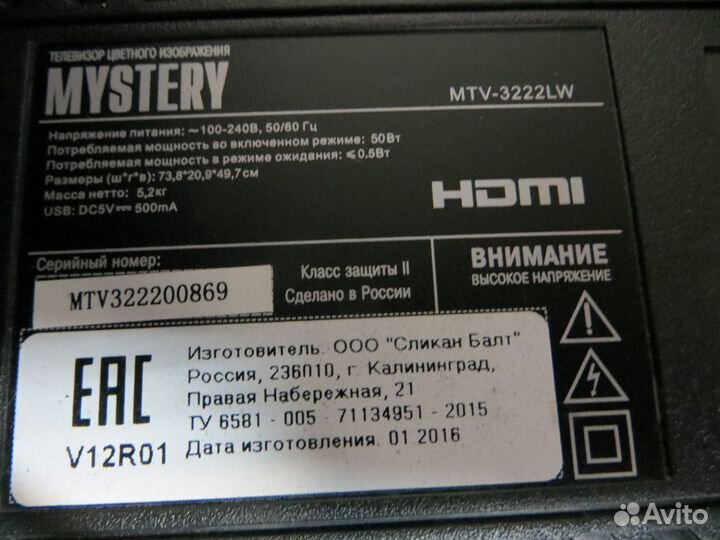 ТЕЛЕВИЗОР ЦВЕТНОГО ИЗОБРАЖЕНИЯ
MYSTERY
MTV-3222LW
Напряжение питания: ~100-240В, 50/60 Гц
Потребляемая мощность во включенном режиме: 50Вт
Потребляемая мощность в режиме ожидания: ⩽0.5Вт
Размеры (ш*г*в): 73,8*20,9*49,7см
Масса нетто: 5,2кг
USB: DC5V⎓ 500mA
HDMI
Серийный номер:
MTV322200869
Класс защиты II
Сделано в России
ВНИМАНИЕ
ВЫСОКОЕ НАПРЯЖЕНИЕ
EAC
V12R01
Изготовитель: ООО "Сликан Балт"
Россия, 236010, г. Калининград,
Правая Набережная, 21
ТУ 6581 - 005 - 71134951 - 2015
Дата изготовления: 01.2016
Avito